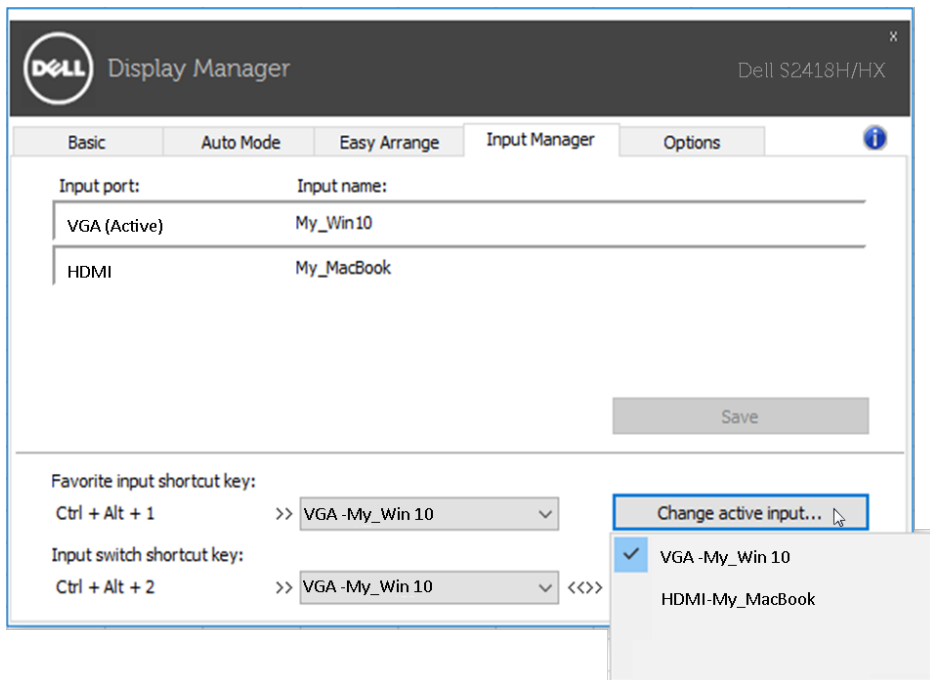 x
DELL Display Manager
Dell S2418H/HX
Basic Auto Mode Easy Arrange Input Manager Options i
Input port: Input name:
VGA (Active) My_Win10
HDMI My_MacBook
Save
Favorite input shortcut key:
Ctrl + Alt + 1 >> VGA -My_Win 10 Change active input...
Input switch shortcut key:
VGA -My_Win 10
Ctrl + Alt + 2 >> VGA -My_Win 10 <<>>
HDMI-My_MacBook